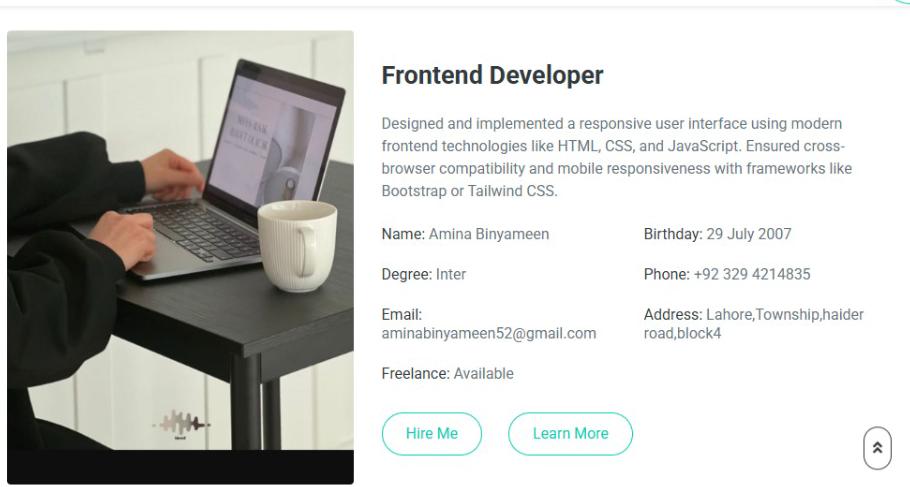 Frontend Developer
Designed and implemented a responsive user interface using modern
frontend technologies like HTML, CSS, and JavaScript. Ensured cross-
browser compatibility and mobile responsiveness with frameworks like
Bootstrap or Tailwind CSS.
Name: Amina Binyameen
Birthday: 29 July 2007
Degree: Inter
Phone: +92 329 4214835
Email:
aminabinyameen52@gmail.com
Address: Lahore,Township,haider
road,block4
Freelance: Available
Hire Me
Learn More